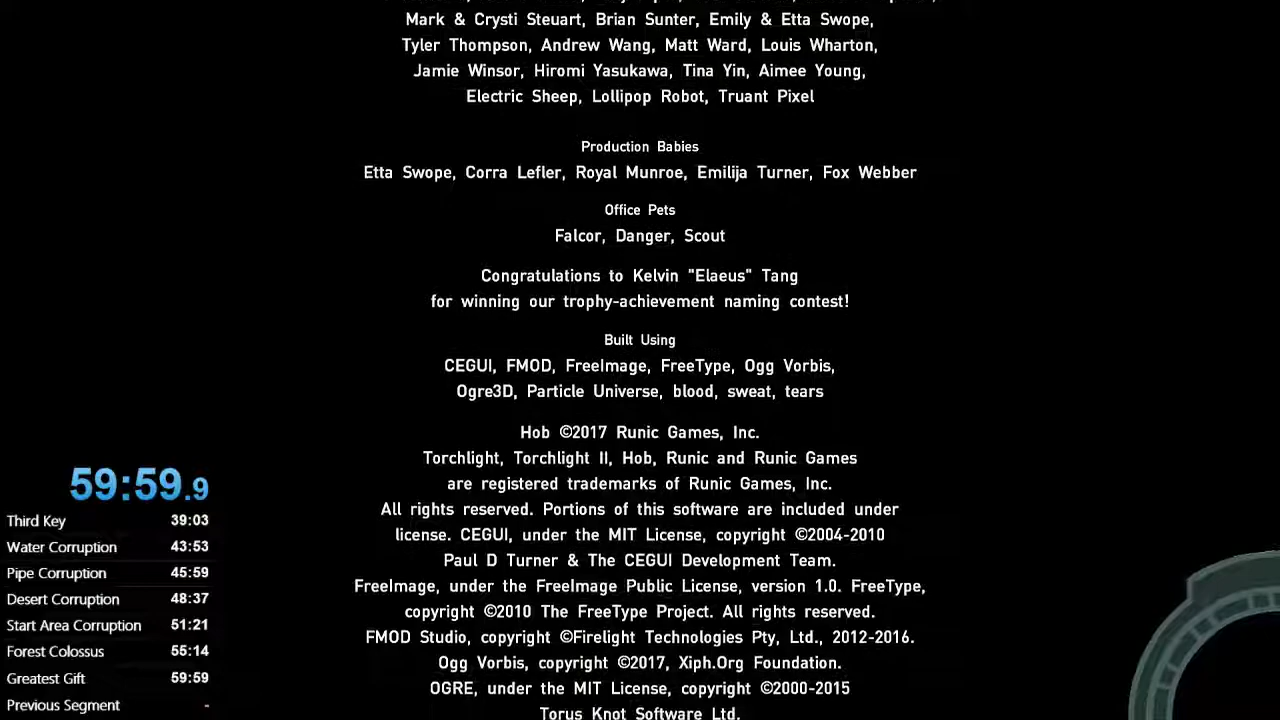 Mark & Crysti Steuart, Brian Sunter, Emily & Etta Swope,
Tyler Thompson, Andrew Wang, Matt Ward, Louis Wharton,
Jamie Winsor, Hiromi Yasukawa, Tina Yin, Aimee Young,
Electric Sheep, Lollipop Robot, Truant Pixel
Production Babies
Etta Swope, Corra Lefler, Royal Munroe, Emilija Turner, Fox Webber
Office Pets
Falcor, Danger, Scout
Congratulations to Kelvin "Elaeus" Tang
for winning our trophy-achievement naming contest!
Built Using
CEGUI, FMOD, FreeImage, FreeType, Ogg Vorbis,
Ogre3D, Particle Universe, blood, sweat, tears
Hob ©2017 Runic Games, Inc.
Torchlight, Torchlight II, Hob, Runic and Runic Games
are registered trademarks of Runic Games, Inc.
All rights reserved. Portions of this software are included under
license. CEGUI, under the MIT License, copyright ©2004-2010
Paul D Turner & The CEGUI Development Team.
FreeImage, under the FreeImage Public License, version 1.0. FreeType,
copyright ©2010 The FreeType Project. All rights reserved.
FMOD Studio, copyright ©Firelight Technologies Pty, Ltd., 2012-2016.
Ogg Vorbis, copyright ©2017, Xiph.Org Foundation.
OGRE, under the MIT License, copyright ©2000-2015
Torus Knot Software Ltd.
59:59.9
Third Key 39:03
Water Corruption 43:53
Pipe Corruption 45:59
Desert Corruption 48:37
Start Area Corruption 51:21
Forest Colossus 55:14
Greatest Gift 59:59
Previous Segment -